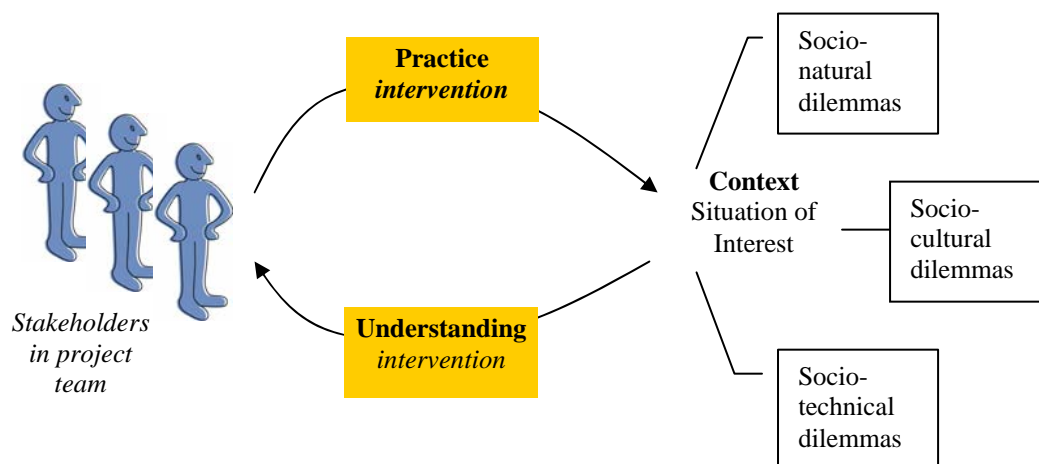 Practice
intervention
Socio-
natural
dilemmas
Context
Situation of
Interest
Socio-
cultural
dilemmas
Stakeholders
in project
team
Understanding
intervention
Socio-
technical
dilemmas